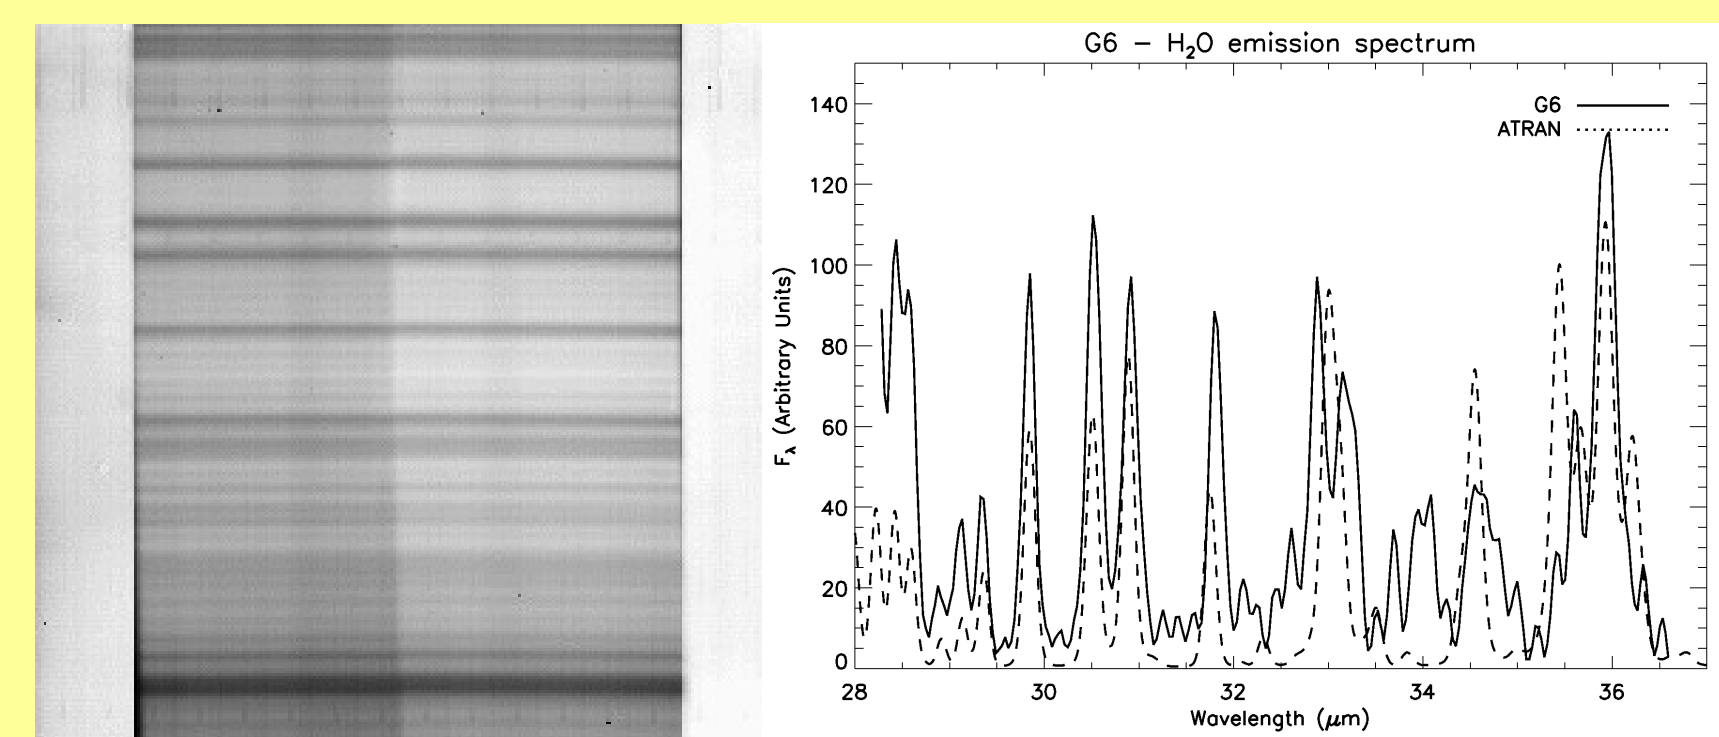 G6 – H₂O emission spectrum
G6
ATRAN
140
120
100
80
60
40
20
0
F_λ (Arbitrary Units)
28 30 32 34 36
Wavelength (μm)